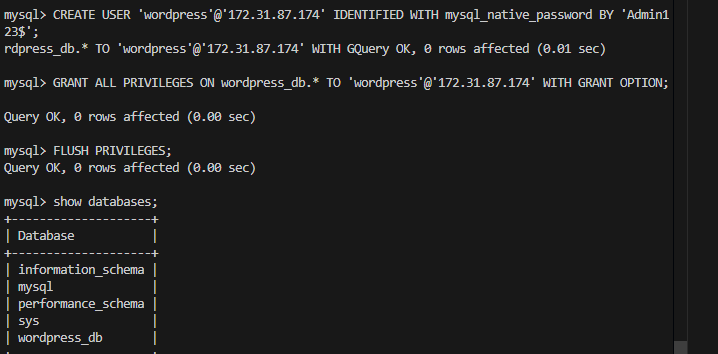 mysql> CREATE USER 'wordpress'@'172.31.87.174' IDENTIFIED WITH mysql_native_password BY 'Admin1
23$';
rdpress_db.* TO 'wordpress'@'172.31.87.174' WITH GQuery OK, 0 rows affected (0.01 sec)
mysql> GRANT ALL PRIVILEGES ON wordpress_db.* TO 'wordpress'@'172.31.87.174' WITH GRANT OPTION;
Query OK, 0 rows affected (0.00 sec)
mysql> FLUSH PRIVILEGES;
Query OK, 0 rows affected (0.00 sec)
mysql> show databases;
+--------------------+
| Database           |
+--------------------+
| information_schema |
| mysql              |
| performance_schema |
| sys                |
| wordpress_db       |